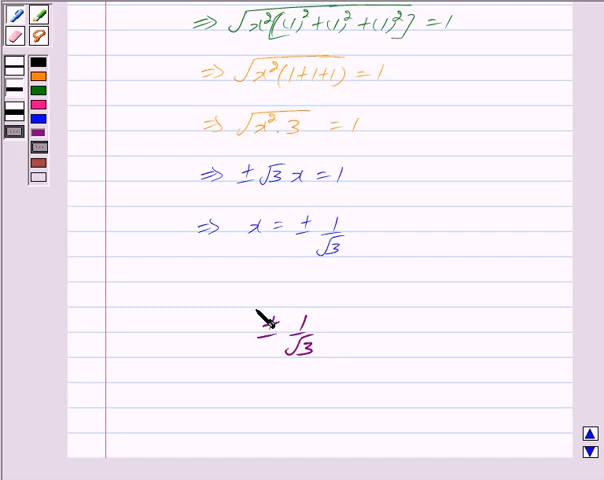 ⇒ √x²[(1)²+(1)²+(1)²] = 1
⇒ √x²(1+1+1) = 1
⇒ √x².3 = 1
⇒ ±√3 x = 1
⇒ x = ± 1/√3
± 1/√3